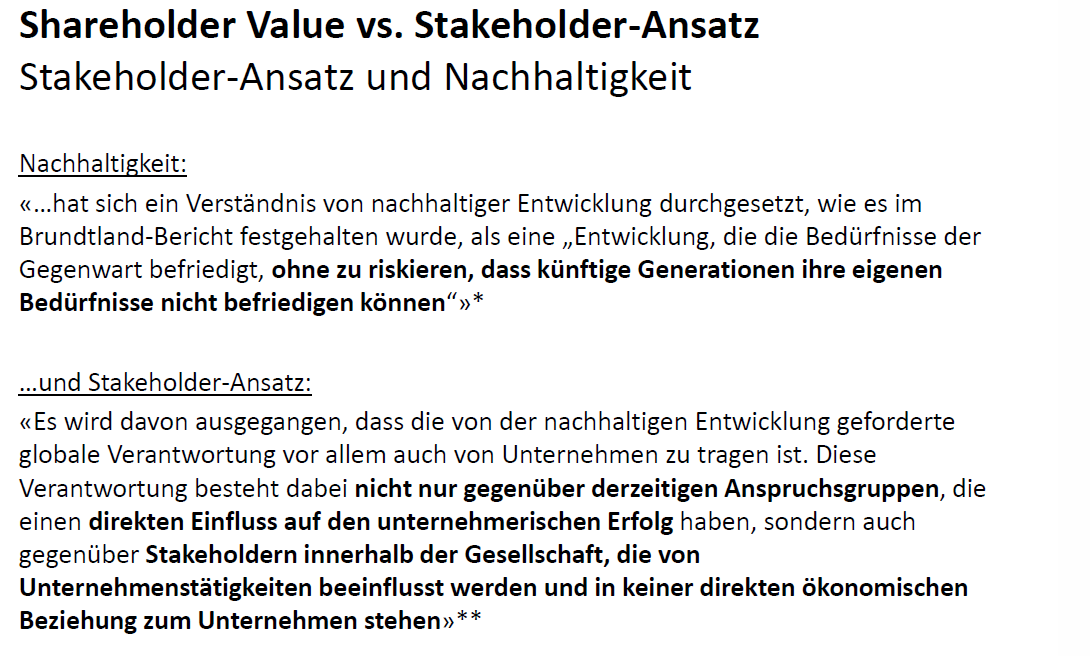 Shareholder Value vs. Stakeholder-Ansatz
Stakeholder-Ansatz und Nachhaltigkeit
Nachhaltigkeit:
«…hat sich ein Verständnis von nachhaltiger Entwicklung durchgesetzt, wie es im
Brundtland-Bericht festgehalten wurde, als eine „Entwicklung, die die Bedürfnisse der
Gegenwart befriedigt, ohne zu riskieren, dass künftige Generationen ihre eigenen
Bedürfnisse nicht befriedigen können“»*
…und Stakeholder-Ansatz:
«Es wird davon ausgegangen, dass die von der nachhaltigen Entwicklung geforderte
globale Verantwortung vor allem auch von Unternehmen zu tragen ist. Diese
Verantwortung besteht dabei nicht nur gegenüber derzeitigen Anspruchsgruppen, die
einen direkten Einfluss auf den unternehmerischen Erfolg haben, sondern auch
gegenüber Stakeholdern innerhalb der Gesellschaft, die von
Unternehmenstätigkeiten beeinflusst werden und in keiner direkten ökonomischen
Beziehung zum Unternehmen stehen»**